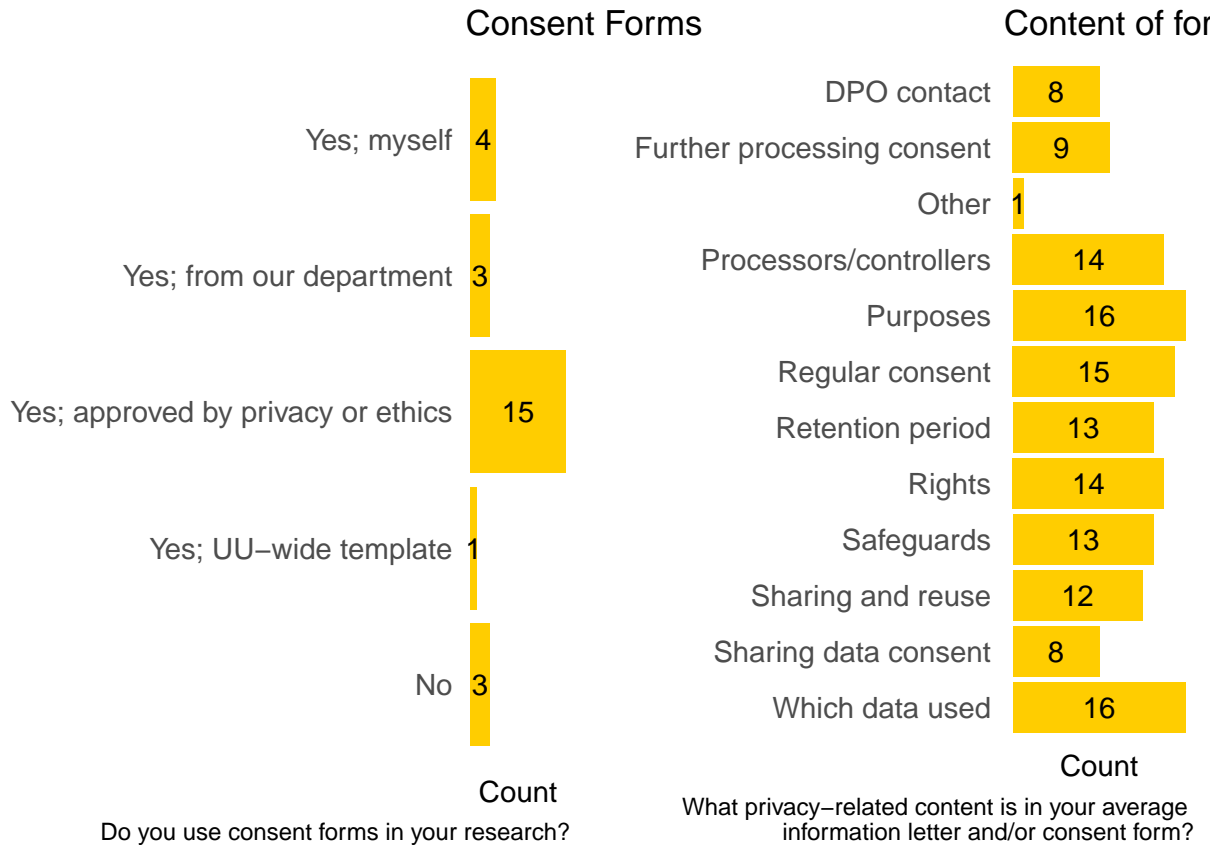 Consent Forms
Yes; myself 4
Yes; from our department 3
Yes; approved by privacy or ethics 15
Yes; UU−wide template 1
No 3
Count
Do you use consent forms in your research?
Content of for
DPO contact 8
Further processing consent 9
Other 1
Processors/controllers 14
Purposes 16
Regular consent 15
Retention period 13
Rights 14
Safeguards 13
Sharing and reuse 12
Sharing data consent 8
Which data used 16
Count
What privacy−related content is in your average
information letter and/or consent form?